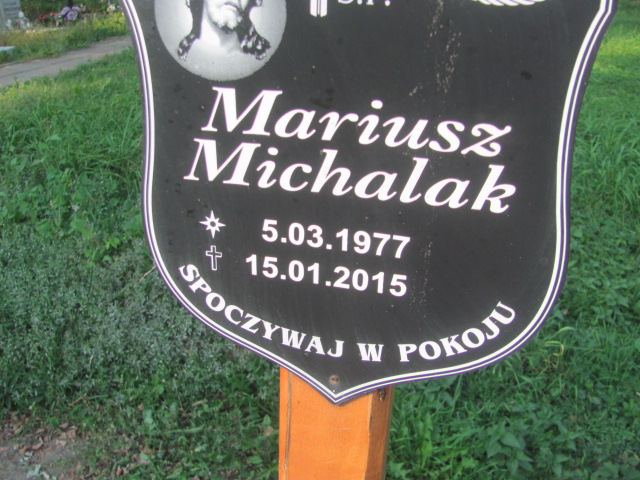 Ś.P.
Mariusz
Michalak
5.03.1977
15.01.2015
SPOCZYWAJ W POKOJU